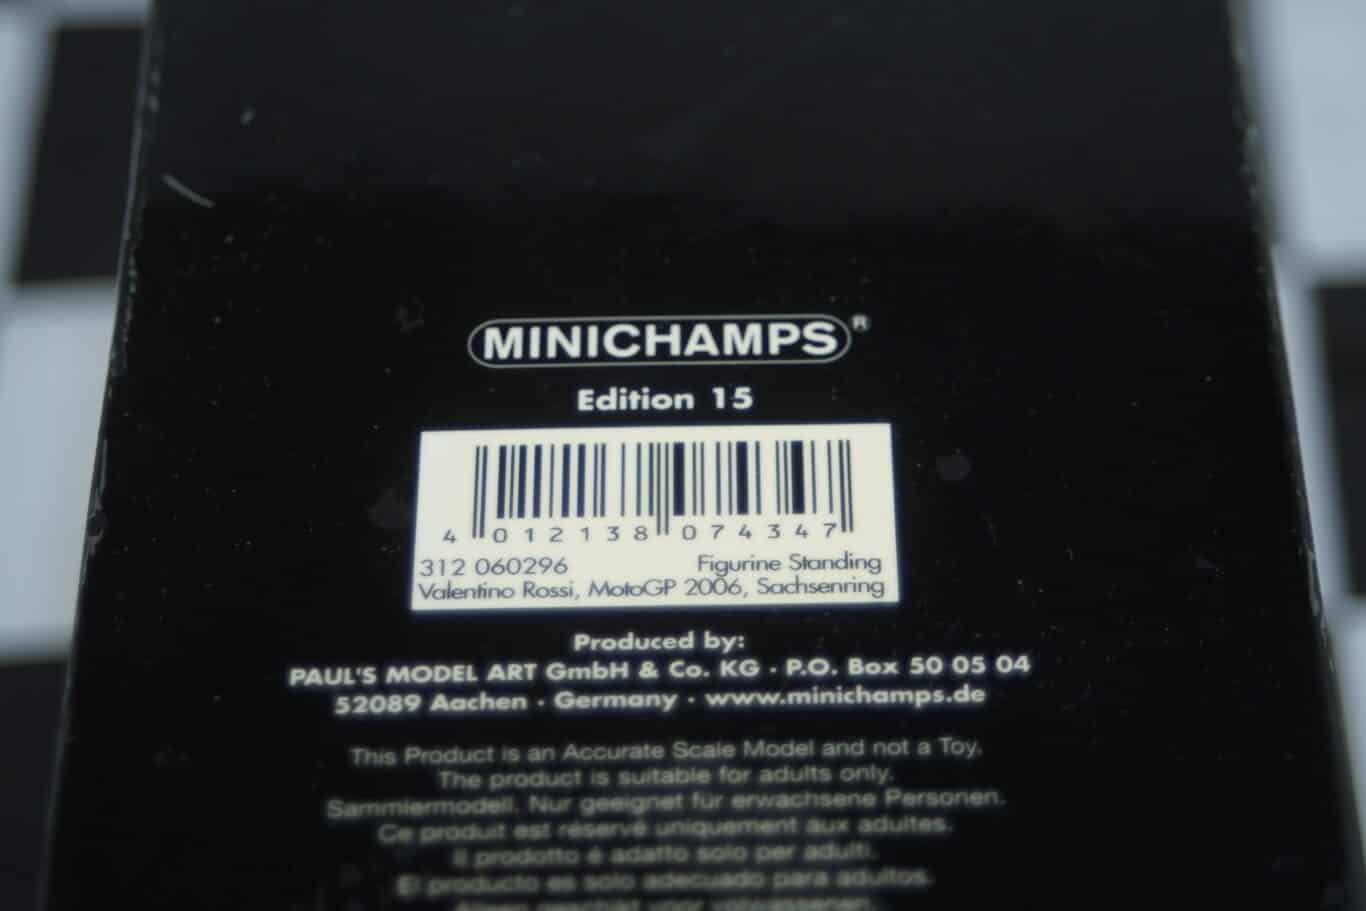 MINICHAMPS®
Edition 15
4 012138 074347
312 060296 Figurine Standing
Valentino Rossi, MotoGP 2006, Sachsenring
Produced by:
PAUL'S MODEL ART GmbH & Co. KG · P.O. Box 50 05 04
52089 Aachen · Germany · www.minichamps.de
This Product is an Accurate Scale Model and not a Toy.
The product is suitable for adults only.
Sammlermodell. Nur geeignet für erwachsene Personen.
Ce produit est réservé uniquement aux adultes.
Il prodotto é adatto solo per adulti.
El producto es solo adecuado para adultos.
Alleen geschikt voor volwassenen.